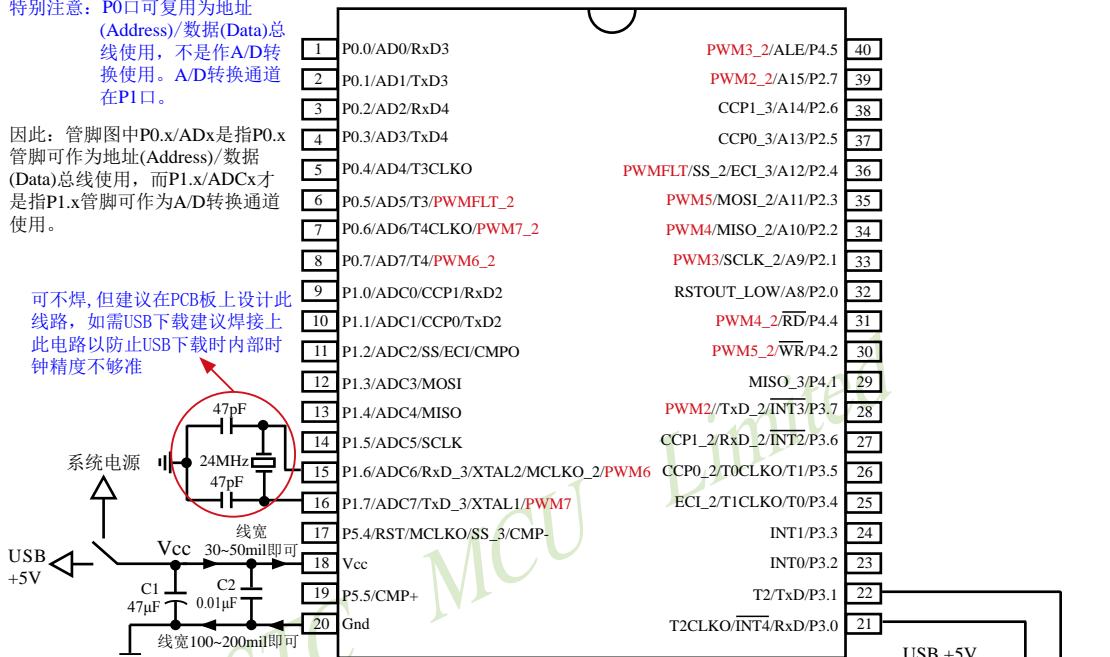 特别注意：P0口可复用为地址
(Address)/数据(Data)总
线使用，不是作A/D转
换使用。A/D转换通道
在P1口。
因此：管脚图中P0.x/ADx是指P0.x
管脚可作为地址(Address)/数据
(Data)总线使用，而P1.x/ADCx才
是指P1.x管脚可作为A/D转换通道
使用。
可不焊,但建议在PCB板上设计此
线路，如需USB下载建议焊接上
此电路以防止USB下载时内部时
钟精度不够准
47pF
24MHz
47pF
系统电源
USB
+5V
Vcc
线宽
30~50mil即可
C1
47μF
C2
0.01μF
线宽100~200mil即可
1 P0.0/AD0/RxD3
2 P0.1/AD1/TxD3
3 P0.2/AD2/RxD4
4 P0.3/AD3/TxD4
5 P0.4/AD4/T3CLKO
6 P0.5/AD5/T3/PWMFLT_2
7 P0.6/AD6/T4CLKO/PWM7_2
8 P0.7/AD7/T4/PWM6_2
9 P1.0/ADC0/CCP1/RxD2
10 P1.1/ADC1/CCP0/TxD2
11 P1.2/ADC2/SS/ECI/CMPO
12 P1.3/ADC3/MOSI
13 P1.4/ADC4/MISO
14 P1.5/ADC5/SCLK
15 P1.6/ADC6/RxD_3/XTAL2/MCLKO_2/PWM6
16 P1.7/ADC7/TxD_3/XTAL1/PWM7
17 P5.4/RST/MCLKO/SS_3/CMP-
18 Vcc
19 P5.5/CMP+
20 Gnd
PWM3_2/ALE/P4.5 40
PWM2_2/A15/P2.7 39
CCP1_3/A14/P2.6 38
CCP0_3/A13/P2.5 37
PWMFLT/SS_2/ECI_3/A12/P2.4 36
PWM5/MOSI_2/A11/P2.3 35
PWM4/MISO_2/A10/P2.2 34
PWM3/SCLK_2/A9/P2.1 33
RSTOUT_LOW/A8/P2.0 32
PWM4_2/RD/P4.4 31
PWM5_2/WR/P4.2 30
MISO_3/P4.1 29
PWM2//TxD_2/INT3/P3.7 28
CCP1_2/RxD_2/INT2/P3.6 27
CCP0_2/T0CLKO/T1/P3.5 26
ECI_2/T1CLKO/T0/P3.4 25
INT1/P3.3 24
INT0/P3.2 23
T2/TxD/P3.1 22
T2CLKO/INT4/RxD/P3.0 21
USB +5V
MCU Limited